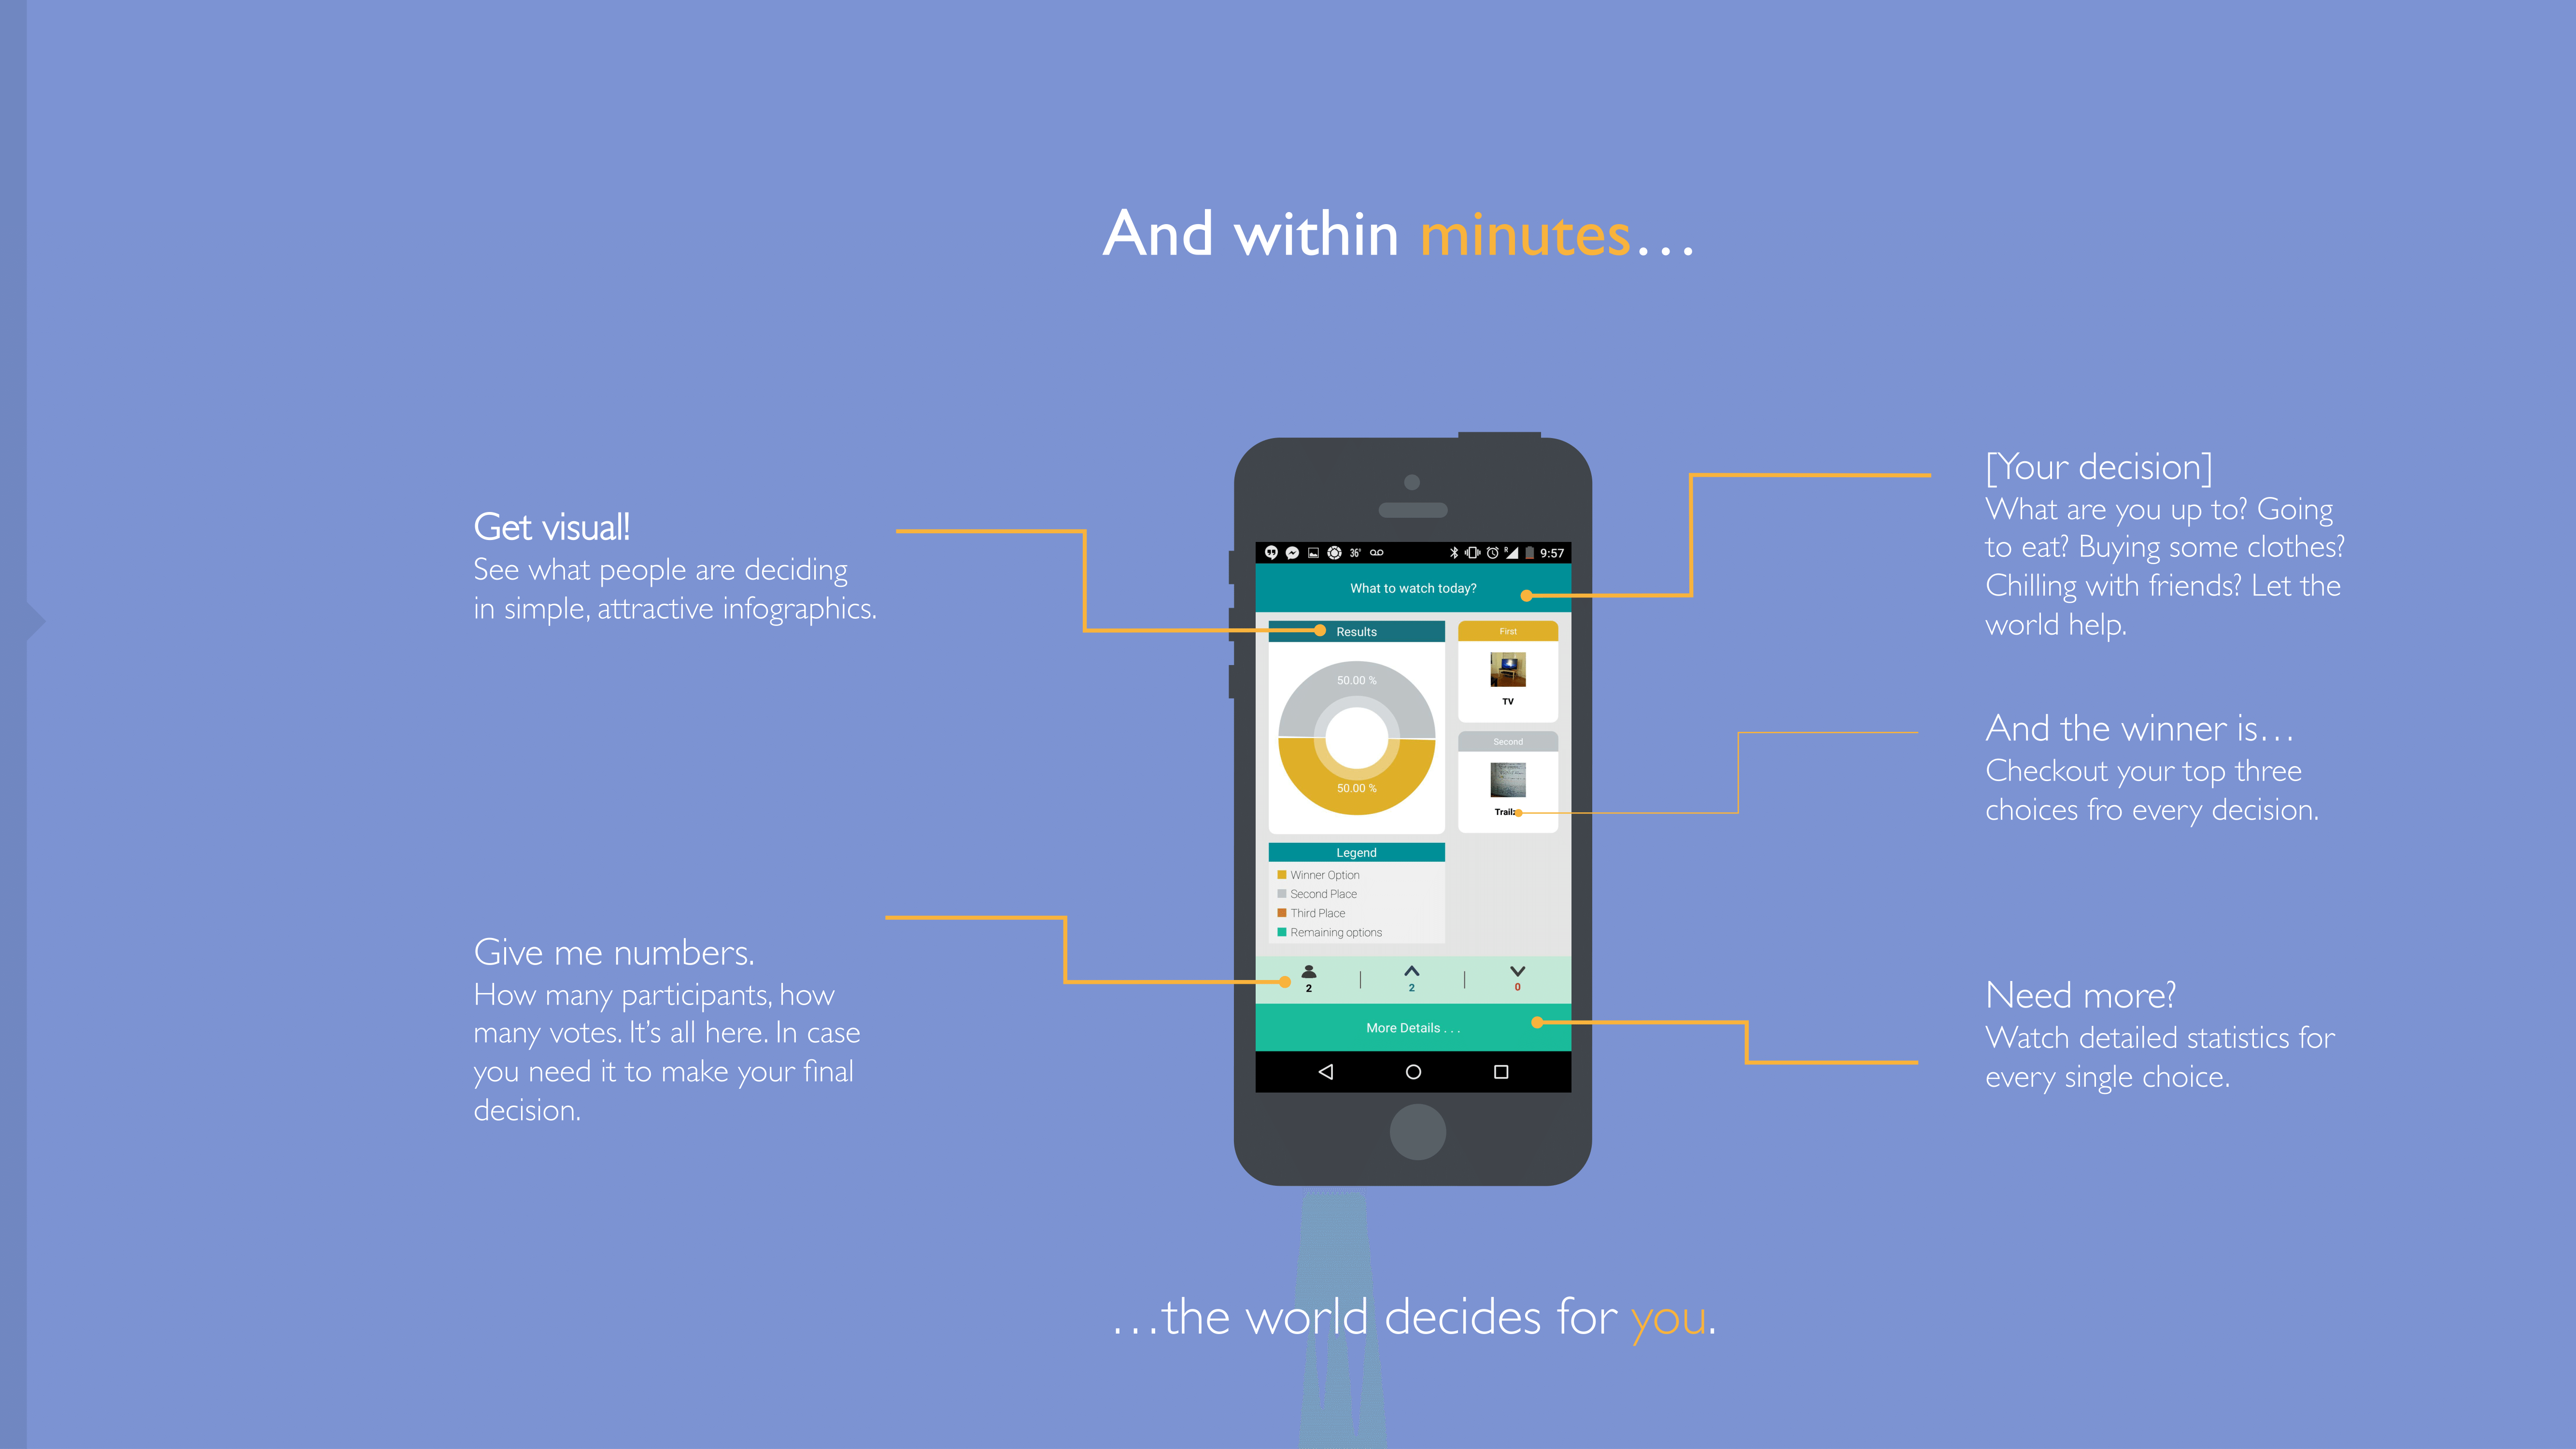 And within minutes…
Get visual!
See what people are deciding
in simple, attractive infographics.
Give me numbers.
How many participants, how
many votes. It’s all here. In case
you need it to make your final
decision.
36°
9:57
What to watch today?
Results
50.00 %
50.00 %
First
TV
Second
Legend
Winner Option
Second Place
Third Place
Remaining options
2
2
0
More Details . . .
[Your decision]
What are you up to? Going
to eat? Buying some clothes?
Chilling with friends? Let the
world help.
And the winner is…
Checkout your top three
choices fro every decision.
Need more?
Watch detailed statistics for
every single choice.
…the world decides for you.